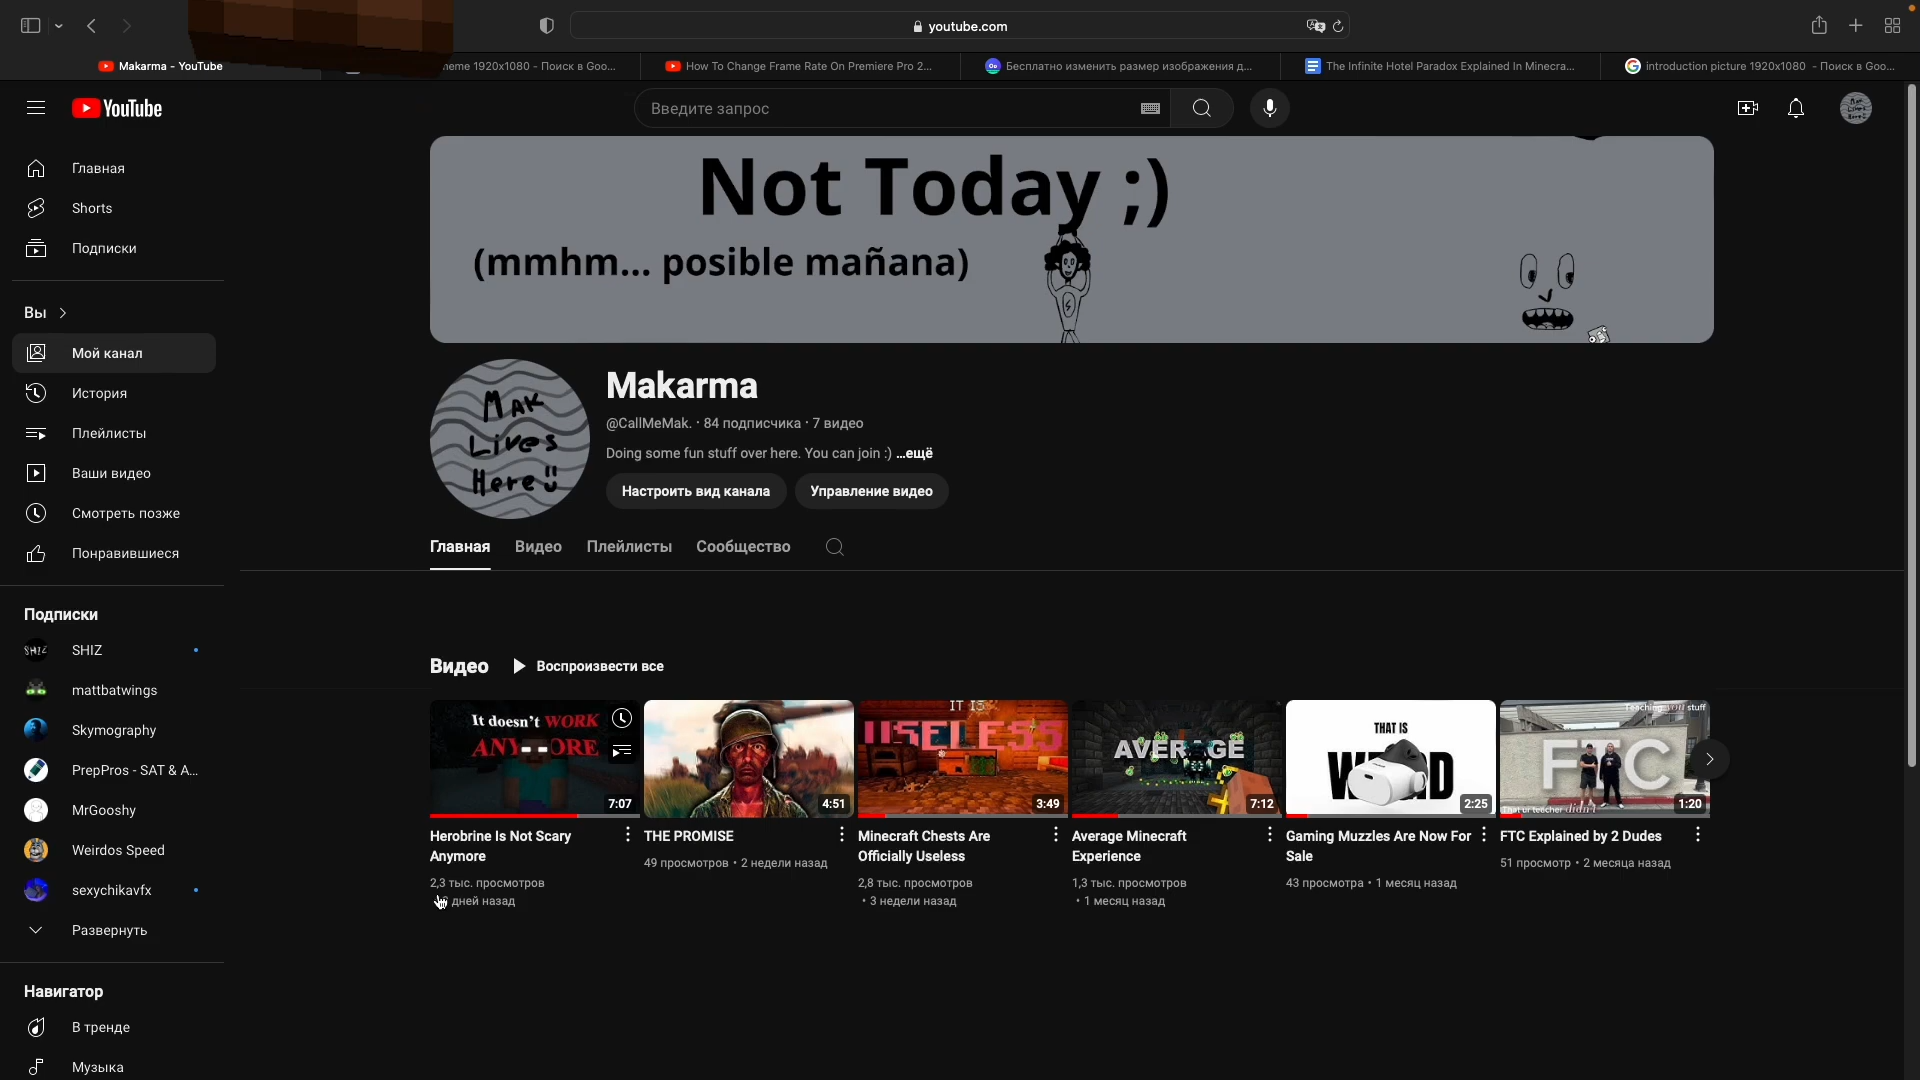 youtube.com
Makarma - YouTube
neme 1920x1080 - Поиск в Goo...
How To Change Frame Rate On Premiere Pro 2...
Бесплатно изменить размер изображения д...
The Infinite Hotel Paradox Explained In Minecra...
introduction picture 1920x1080 - Поиск в Goo...
YouTube
Введите запрос
Главная
Shorts
Подписки
Вы
Мой канал
История
Плейлисты
Ваши видео
Смотреть позже
Понравившиеся
Подписки
SHIZ
mattbatwings
Skymography
PrepPros - SAT & A...
MrGooshy
Weirdos Speed
sexychikavfx
Развернуть
Навигатор
В тренде
Музыка
Not Today ;)
(mmhm... posible mañana)
Mak
Lives
Here
Makarma
@CallMeMak. · 84 подписчика · 7 видео
Doing some fun stuff over here. You can join :) ...ещё
Настроить вид канала
Управление видео
Главная
Видео
Плейлисты
Сообщество
Видео
Воспроизвести все
It doesn't WORK
ANYMORE
7:07
Herobrine Is Not Scary
Anymore
2,3 тыс. просмотров
дней назад
4:51
THE PROMISE
49 просмотров • 2 недели назад
IT IS
USELESS
3:49
Minecraft Chests Are
Officially Useless
2,8 тыс. просмотров
• 3 недели назад
AVERAGE
7:12
Average Minecraft
Experience
1,3 тыс. просмотров
• 1 месяц назад
THAT IS
2:25
Gaming Muzzles Are Now For
Sale
43 просмотра • 1 месяц назад
Teaching you stuff
FTC
That ur teacher didn't
1:20
FTC Explained by 2 Dudes
51 просмотр • 2 месяца назад